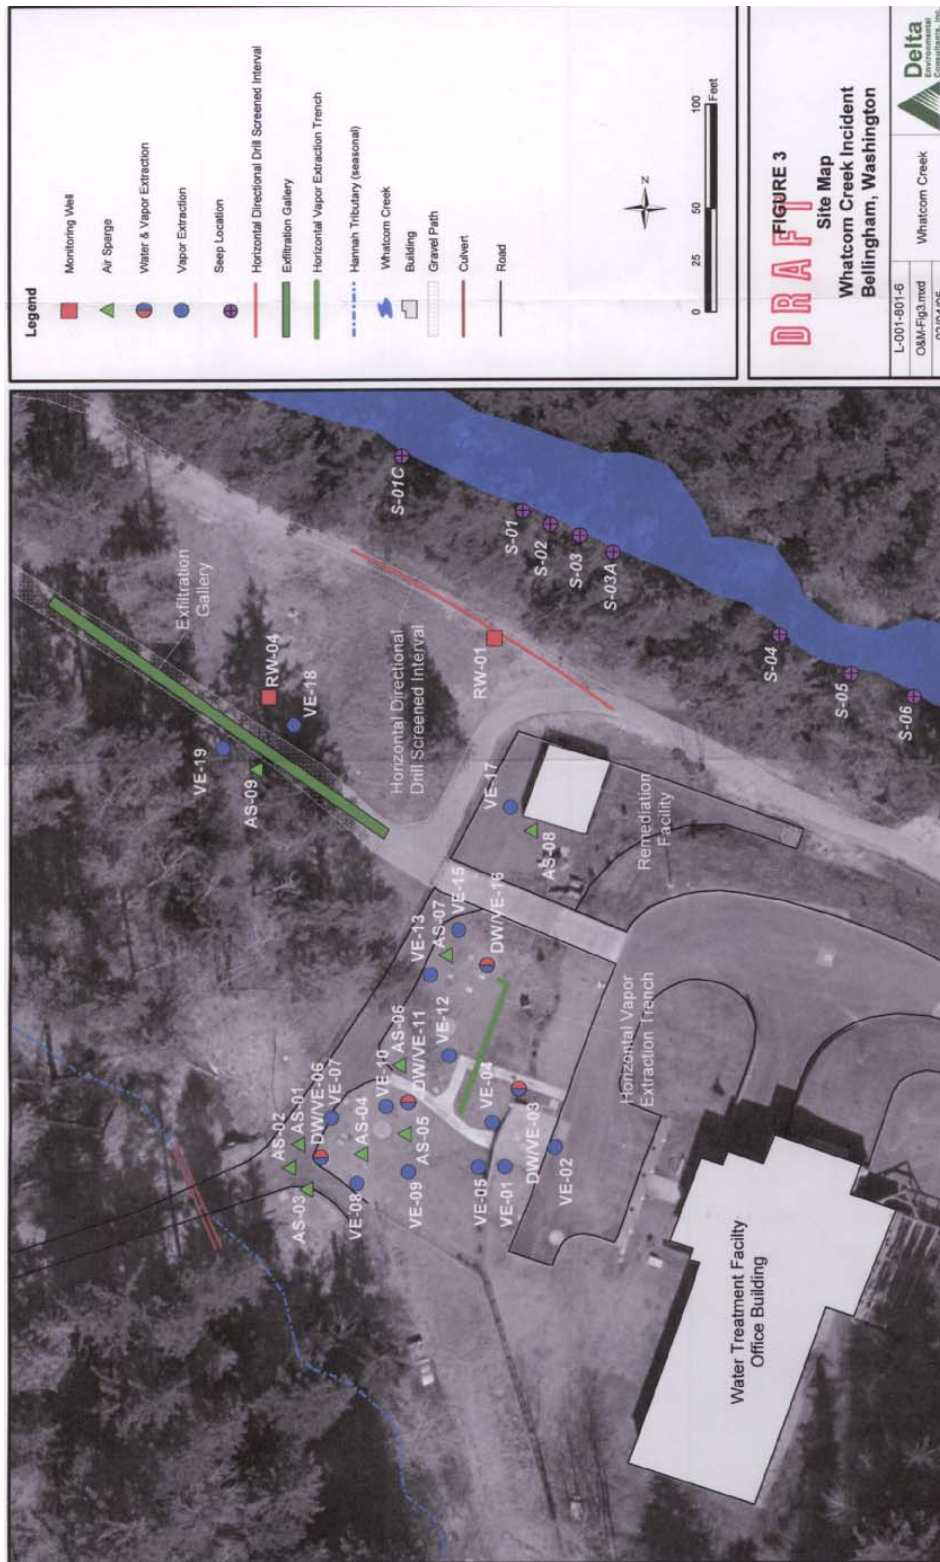 Legend
Monitoring Well
Air Sparge
Water & Vapor Extraction
Vapor Extraction
Seep Location
Horizontal Directional Drill Screened Interval
Exfiltration Gallery
Horizontal Vapor Extraction Trench
Hannah Tributary (seasonal)
Whatcom Creek
Building
Gravel Path
Culvert
Road
N
0 25 50 100
Feet
DRAFT
FIGURE 3
Site Map
Whatcom Creek Incident
Bellingham, Washington
L-001-801-6
O&M-Fig3.mxd
Whatcom Creek
Delta
Environmental
Consultants, Inc.
Exfiltration
Gallery
VE-19
AS-09
RW-04
VE-18
Horizontal Directional
Drill Screened Interval
RW-01
S-01C
S-01
S-02
S-03
S-03A
S-04
S-05
S-06
VE-17
AS-08
Remediation
Facility
VE-13
AS-07
VE-15
DW/VE-16
AS-06
DW/VE-11
VE-12
VE-10
VE-04
AS-02
AS-01
DW/VE-06
VE-07
AS-04
AS-05
AS-03
VE-08
VE-09
VE-05
VE-01
DW/VE-03
VE-02
Horizontal Vapor
Extraction Trench
Water Treatment Facilty
Office Building